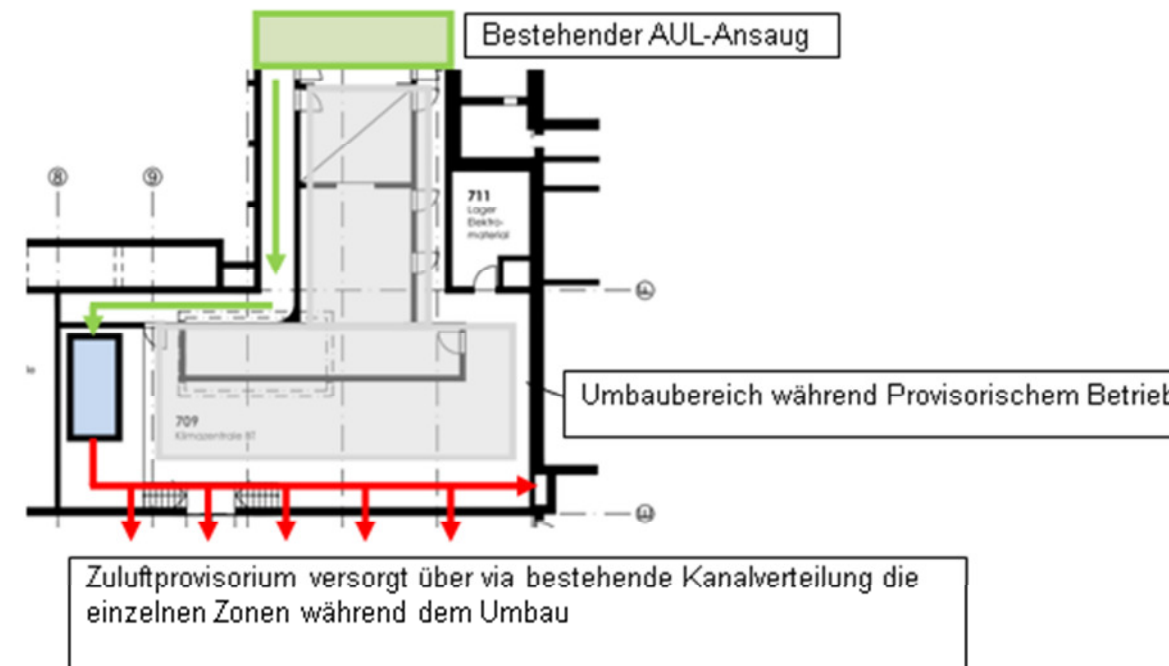 Bestehender AUL-Ansaug
8
9
711
Lager
Elektro-
material
Umbaubereich während Provisorischem Betrieb
709
Klimazentrale BT
Zuluftprovisorium versorgt über via bestehende Kanalverteilung die
einzelnen Zonen während dem Umbau